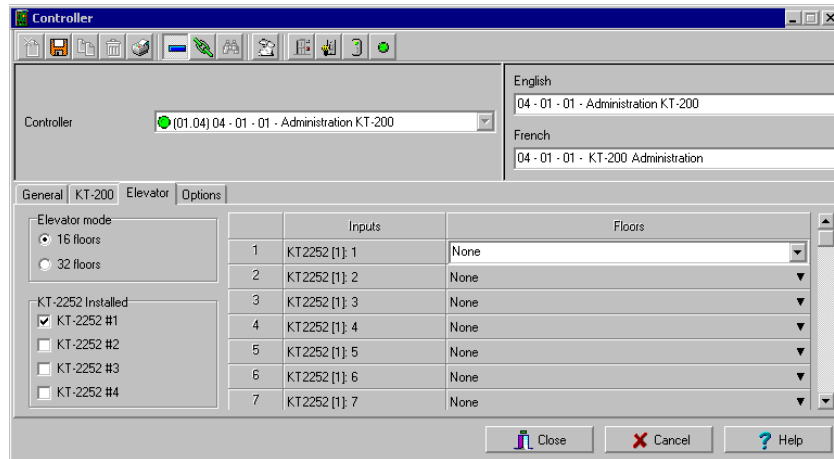 Controller
English
04 - 01 - 01 - Administration KT-200
Controller
(01.04) 04 - 01 - 01 - Administration KT-200
French
04 - 01 - 01 - KT-200 Administration
General KT-200 Elevator Options
Elevator mode
16 floors
32 floors
KT-2252 Installed
KT-2252 #1
KT-2252 #2
KT-2252 #3
KT-2252 #4
Inputs Floors
1 KT2252 [1]: 1 None
2 KT2252 [1]: 2 None
3 KT2252 [1]: 3 None
4 KT2252 [1]: 4 None
5 KT2252 [1]: 5 None
6 KT2252 [1]: 6 None
7 KT2252 [1]: 7 None
Close Cancel ? Help